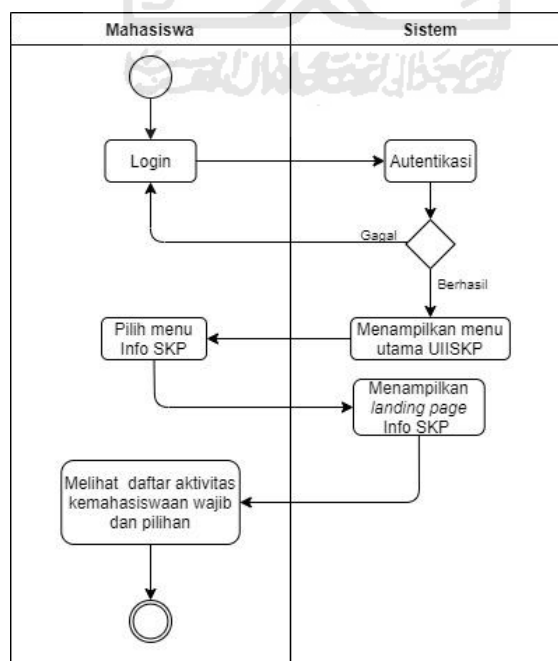 Mahasiswa
Sistem
Login
Autentikasi
Gagal
Berhasil
Menampilkan menu
utama UIISKP
Pilih menu
Info SKP
Menampilkan
landing page
Info SKP
Melihat daftar aktivitas
kemahasiswaan wajib
dan pilihan